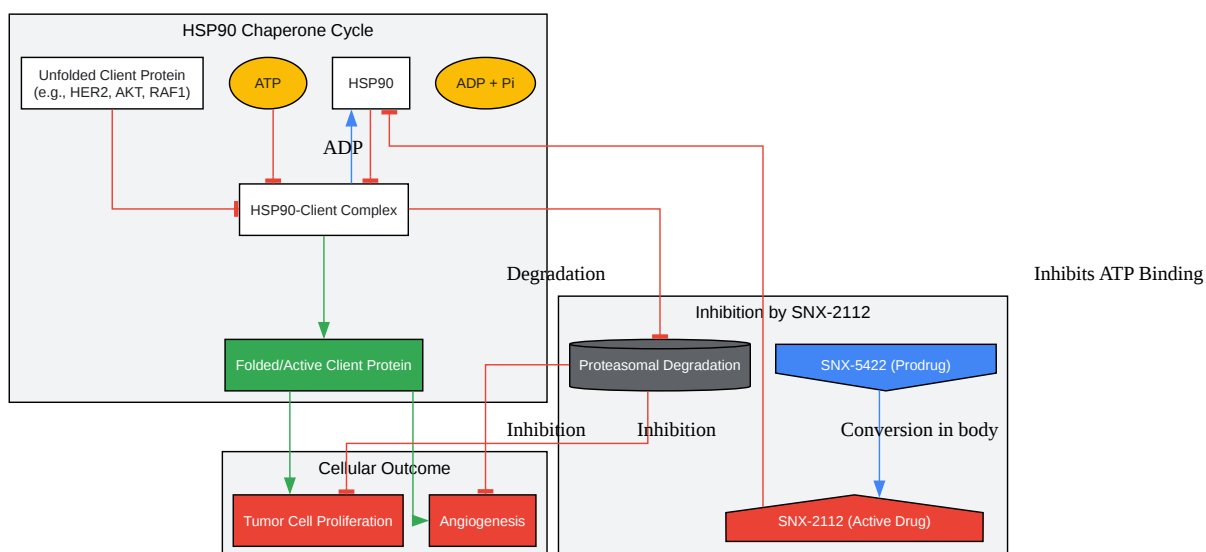 HSP90 Chaperone Cycle
Unfolded Client Protein
(e.g., HER2, AKT, RAF1)
ATP
HSP90
ADP + Pi
ADP
HSP90-Client Complex
Degradation
Inhibits ATP Binding
Inhibition by SNX-2112
Folded/Active Client Protein
Proteasomal Degradation
SNX-5422 (Prodrug)
Inhibition
Inhibition
Conversion in body
Cellular Outcome
Tumor Cell Proliferation
Angiogenesis
SNX-2112 (Active Drug)